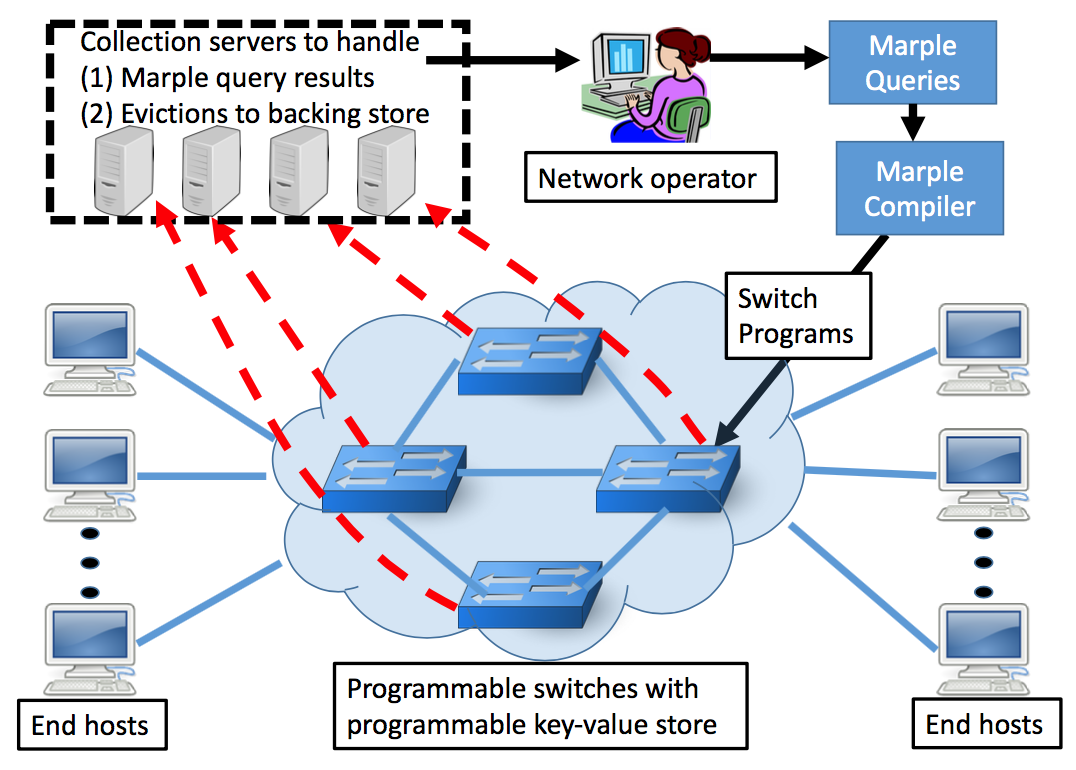 Collection servers to handle
(1) Marple query results
(2) Evictions to backing store
Network operator
Marple
Queries
Marple
Compiler
Switch
Programs
End hosts
Programmable switches with
programmable key-value store
End hosts